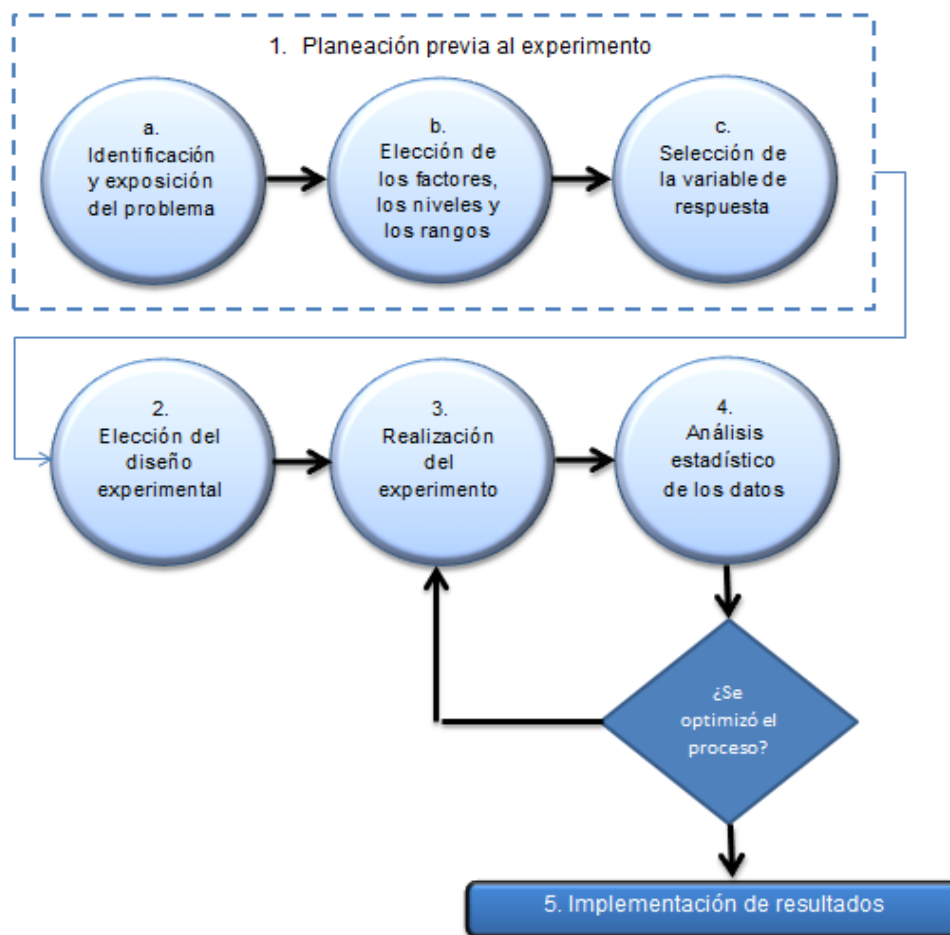 1. Planeación previa al experimento
a.
Identificación
y exposición
del problema
b.
Elección de
los factores,
los niveles y
los rangos
c.
Selección de
la variable de
respuesta
2.
Elección del
diseño
experimental
3.
Realización
del
experimento
4.
Análisis
estadístico
de los datos
¿Se
optimizó el
proceso?
5. Implementación de resultados